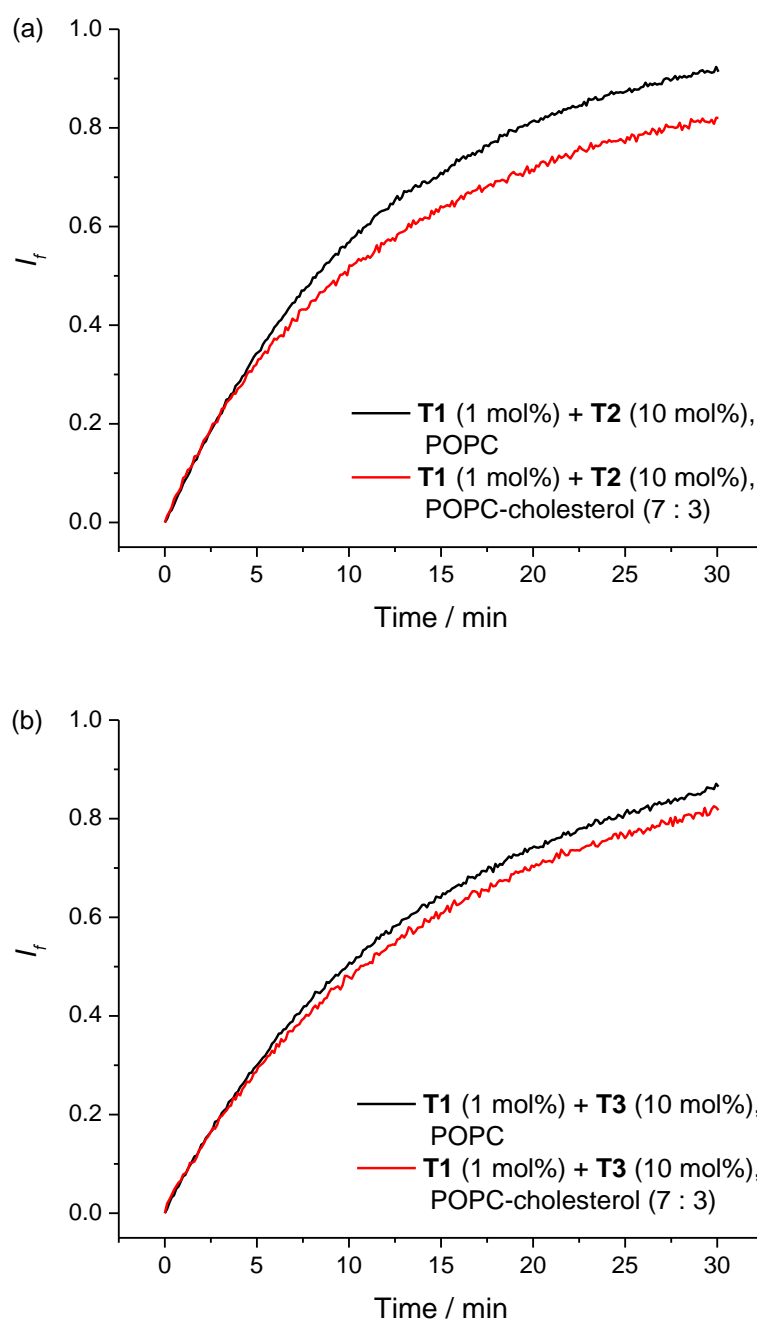 (a)
1.0
0.8
0.6
0.4
0.2
0.0
I_f
T1 (1 mol%) + T2 (10 mol%),
POPC
T1 (1 mol%) + T2 (10 mol%),
POPC-cholesterol (7 : 3)
0 5 10 15 20 25 30
Time / min
(b)
1.0
0.8
0.6
0.4
0.2
0.0
I_f
T1 (1 mol%) + T3 (10 mol%),
POPC
T1 (1 mol%) + T3 (10 mol%),
POPC-cholesterol (7 : 3)
0 5 10 15 20 25 30
Time / min